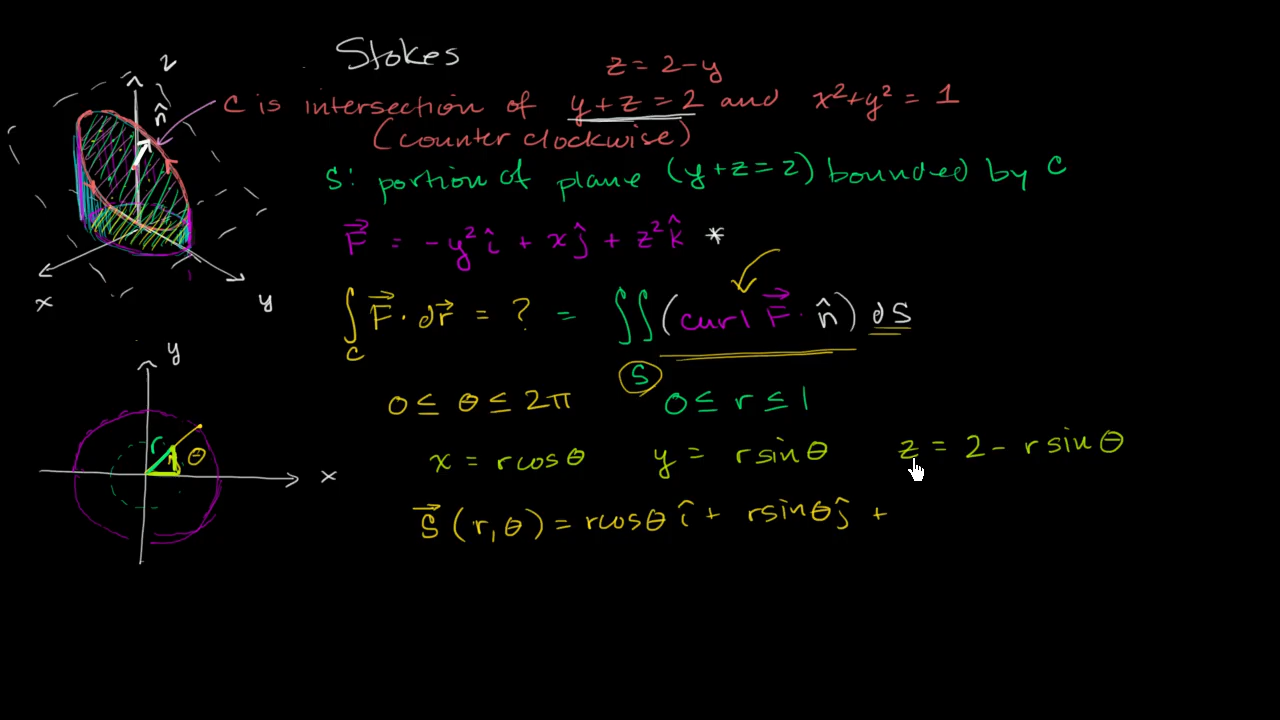 Stokes
z = 2 - y
C is intersection of y + z = 2 and x² + y² = 1
(counter clockwise)
S: portion of plane (y + z = 2) bounded by C
F⃗ = -y² î + x ĵ + z² k̂ *
∫_C F⃗ · dr⃗ = ? = ∬_S (curl F⃗ · n̂) dS
0 ≤ θ ≤ 2π 0 ≤ r ≤ 1
x = r cos θ y = r sin θ z = 2 - r sin θ
S⃗ (r, θ) = r cos θ î + r sin θ ĵ +
z
n̂
x
y
1
y
r
θ
x